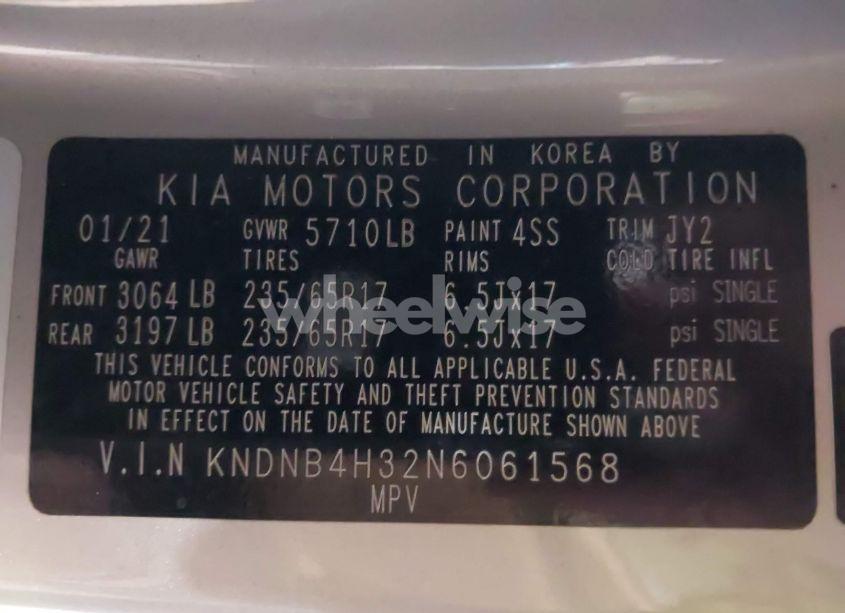 MANUFACTURED IN KOREA BY
KIA MOTORS CORPORATION
01/21 GVWR 5710LB PAINT 4SS TRIM JY2
GAWR TIRES RIMS COLD TIRE INFL
FRONT 3064 LB 235/65R17 6.5Jx17 psi SINGLE
REAR 3197 LB 235/65R17 6.5Jx17 psi SINGLE
wheelwise
THIS VEHICLE CONFORMS TO ALL APPLICABLE U.S.A. FEDERAL
MOTOR VEHICLE SAFETY AND THEFT PREVENTION STANDARDS
IN EFFECT ON THE DATE OF MANUFACTURE SHOWN ABOVE
V.I.N KNDNB4H32N6061568
MPV